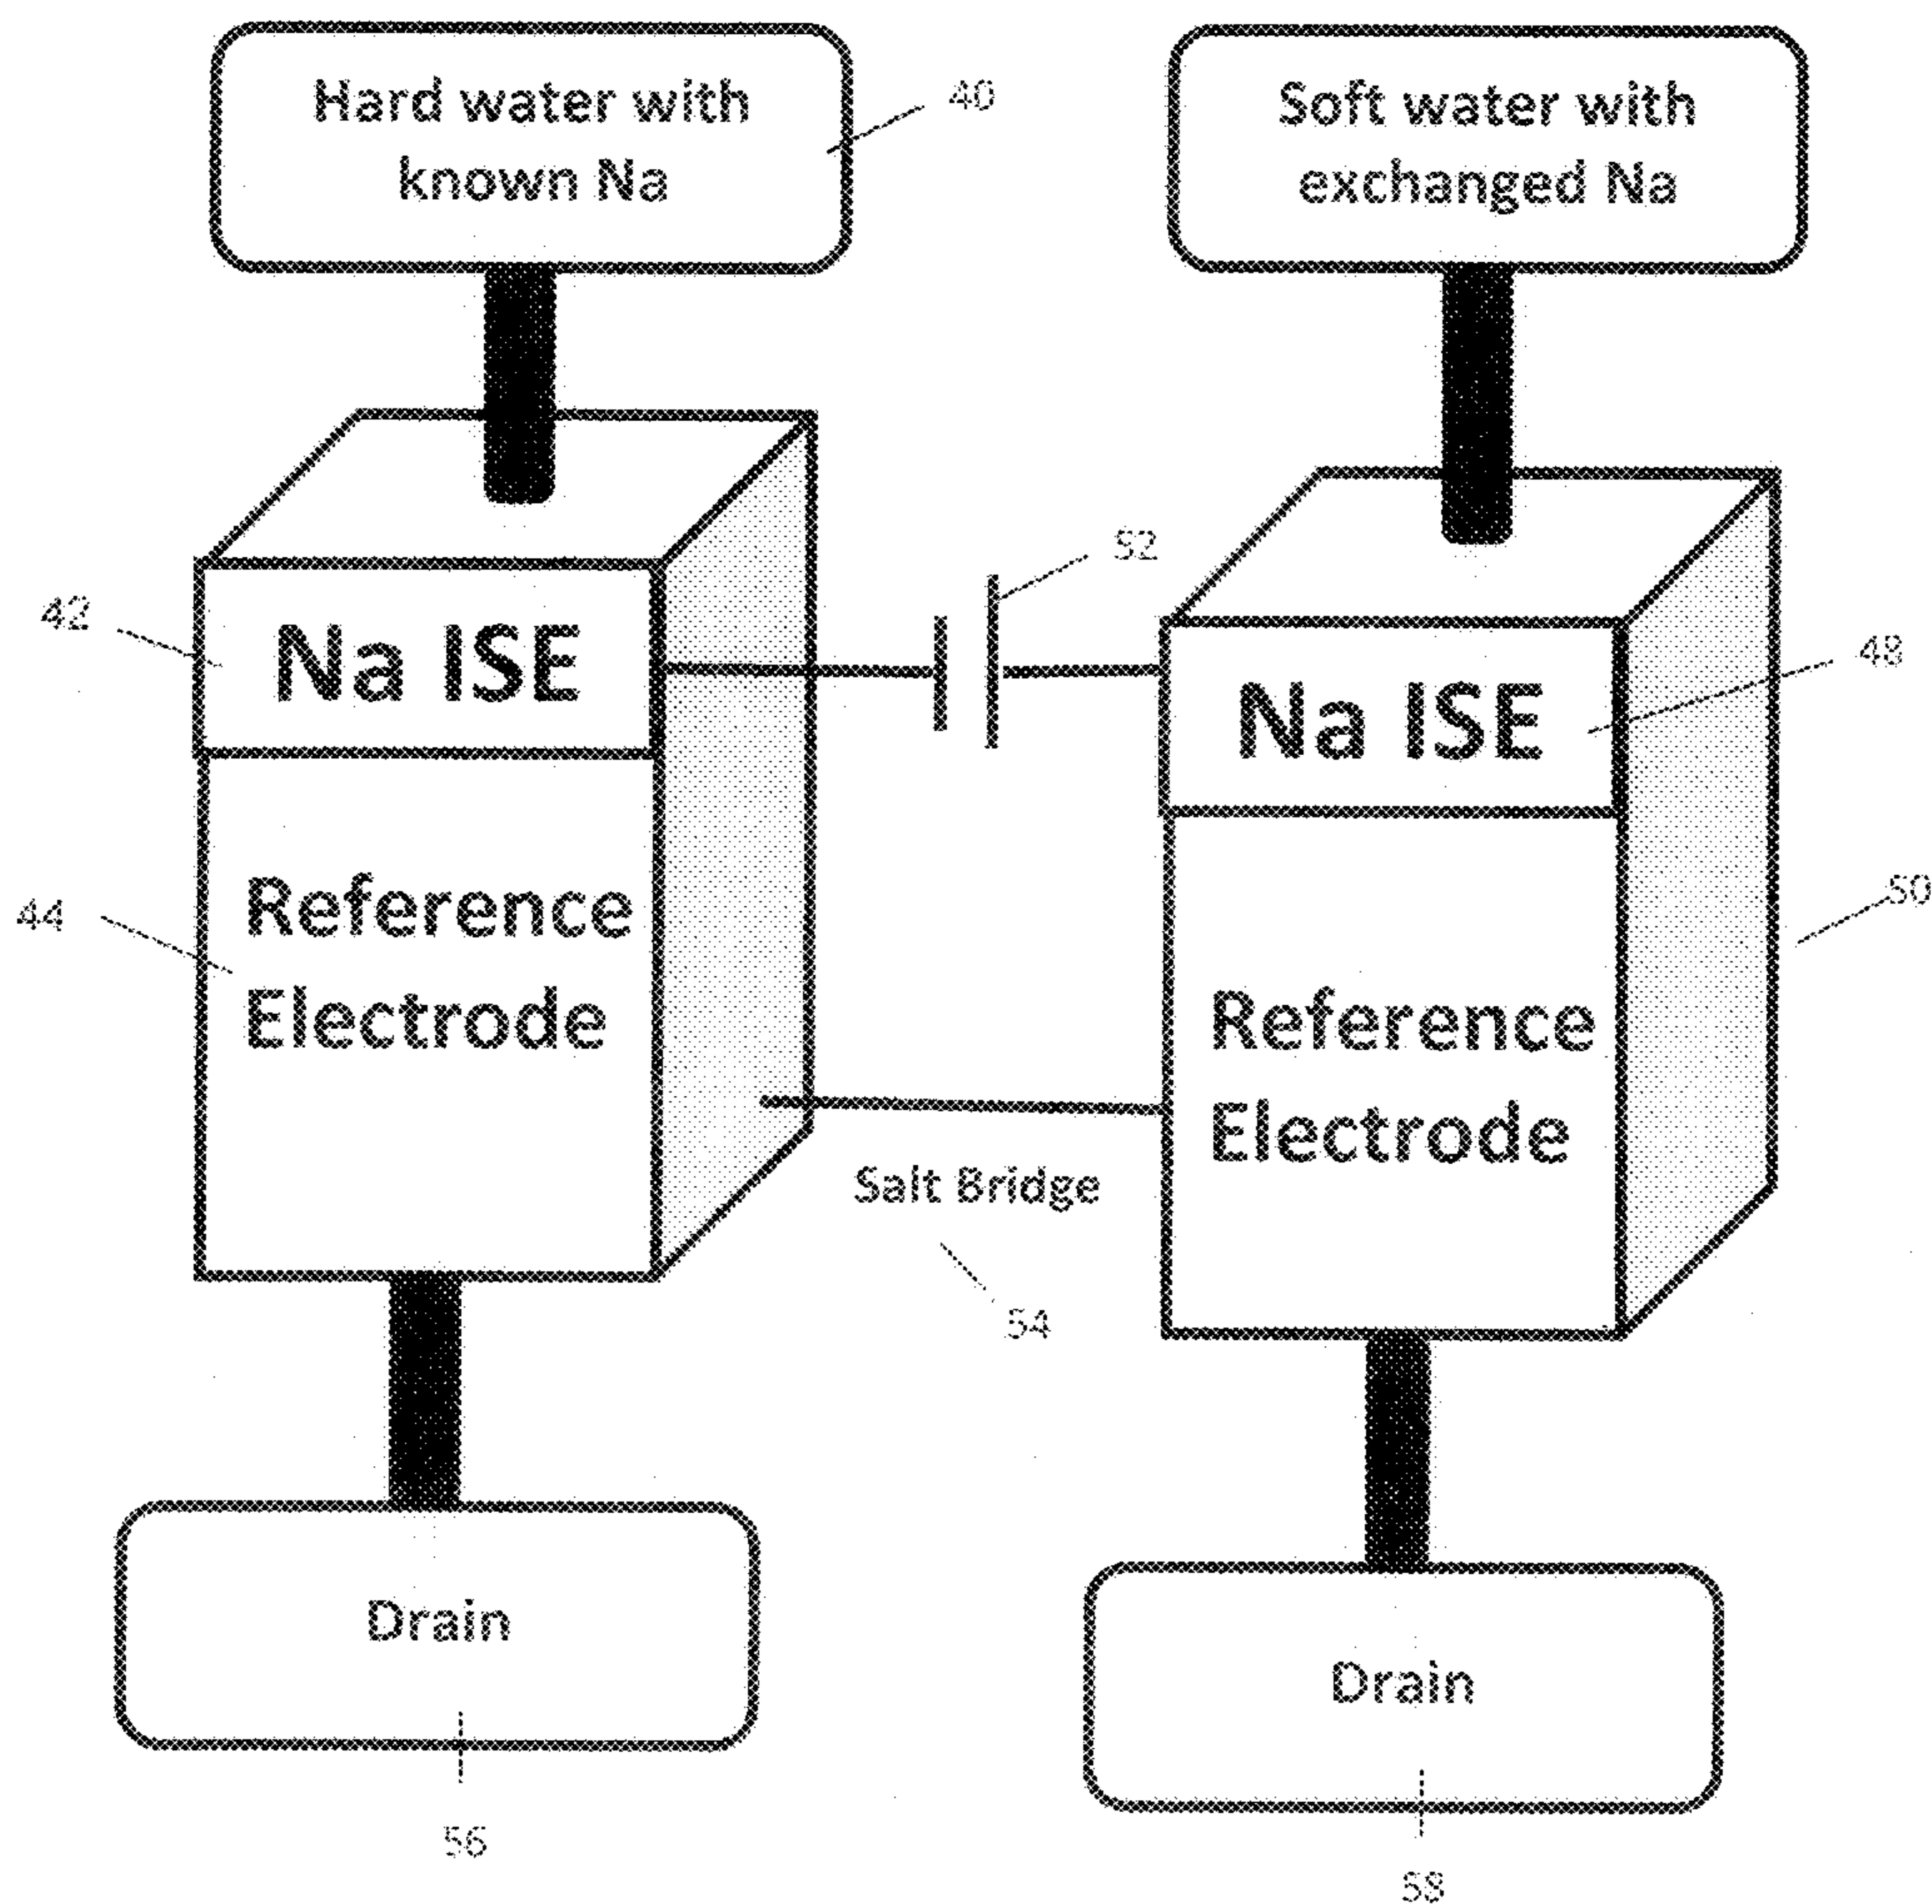 Hard water with
known Na
40
Soft water with
exchanged Na
52
42
Na ISE
48
Na ISE
44
Reference
Electrode
50
Reference
Electrode
Salt Bridge
54
Drain
56
Drain
58